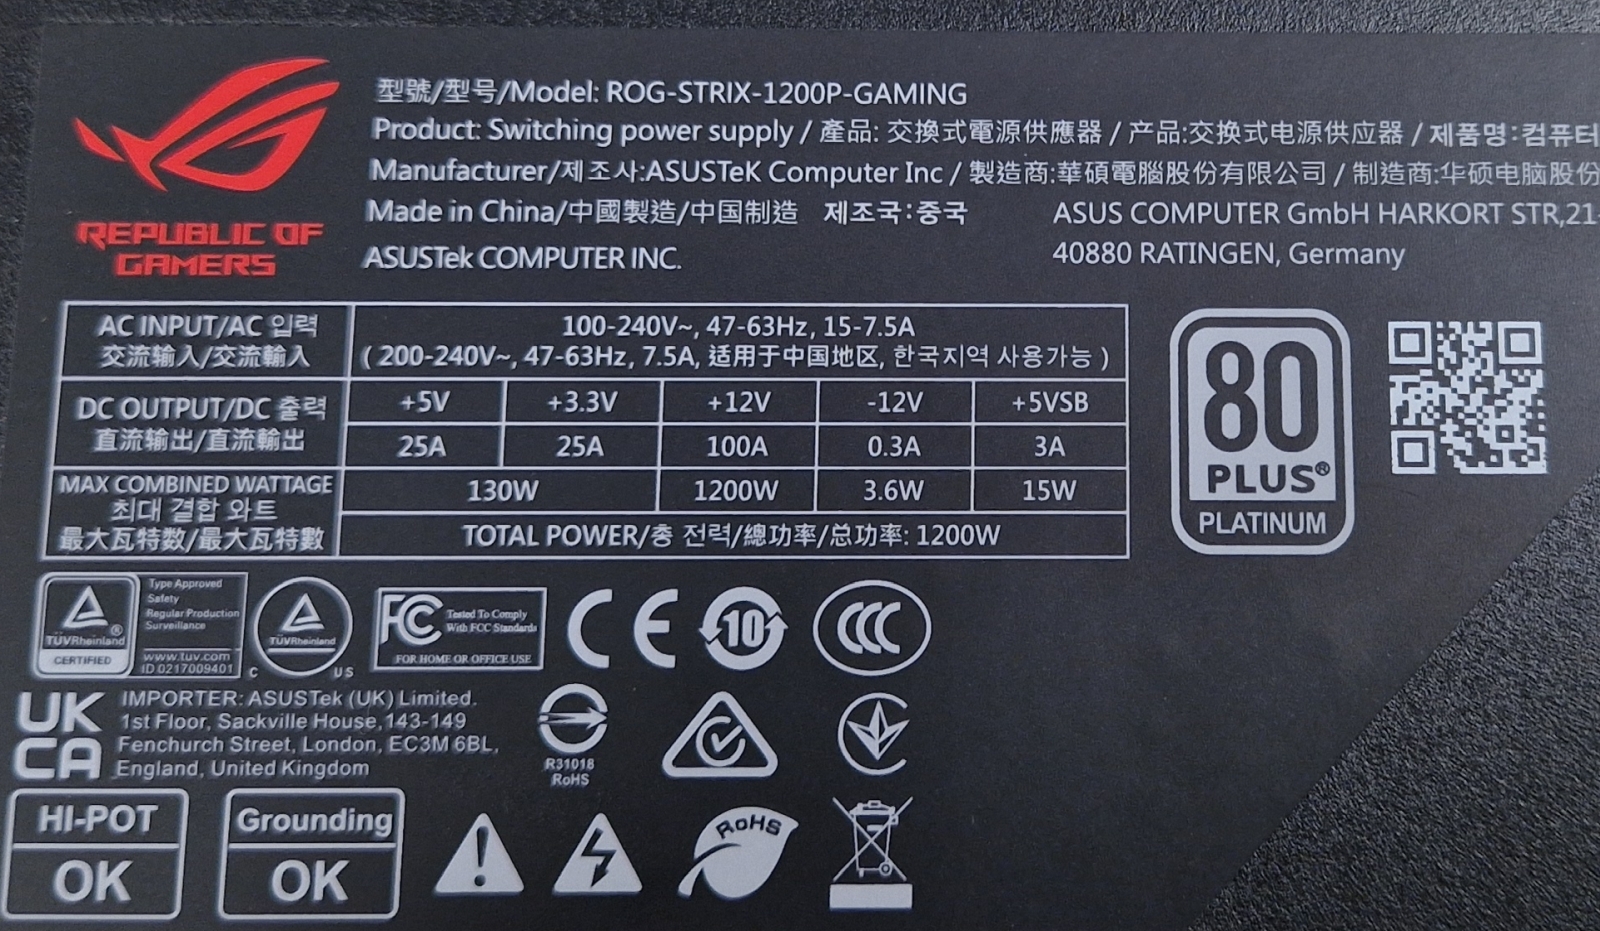 型號/型号/Model: ROG-STRIX-1200P-GAMING
Product: Switching power supply / 產品: 交換式電源供應器 / 产品:交换式电源供应器 / 제품명:컴퓨터
Manufacturer/제조사:ASUSTeK Computer Inc / 製造商:華碩電腦股份有限公司 / 制造商:华硕电脑股份
Made in China/中國製造/中国制造 제조국:중국
ASUSTek COMPUTER INC.
ASUS COMPUTER GmbH HARKORT STR,21-
40880 RATINGEN, Germany
REPUBLIC OF
GAMERS
AC INPUT/AC 입력
交流输入/交流輸入
100-240V~, 47-63Hz, 15-7.5A
( 200-240V~, 47-63Hz, 7.5A, 适用于中国地区, 한국지역 사용가능 )
DC OUTPUT/DC 출력
直流输出/直流輸出
+5V +3.3V +12V -12V +5VSB
25A 25A 100A 0.3A 3A
MAX COMBINED WATTAGE
최대 결합 와트
最大瓦特数/最大瓦特數
130W 1200W 3.6W 15W
TOTAL POWER/총 전력/總功率/总功率: 1200W
80
PLUS®
PLATINUM
TÜVRheinland®
CERTIFIED
Type Approved
Safety
Regular Production
Surveillance
www.tuv.com
ID 0217009401
TÜVRheinland
C US
FC
Tested To Comply
With FCC Standards
FOR HOME OR OFFICE USE
CE
10
CCC
UK
CA
IMPORTER: ASUSTek (UK) Limited.
1st Floor, Sackville House,143-149
Fenchurch Street, London, EC3M 6BL,
England, United Kingdom
R31018
RoHS
HI-POT
OK
Grounding
OK
RoHS